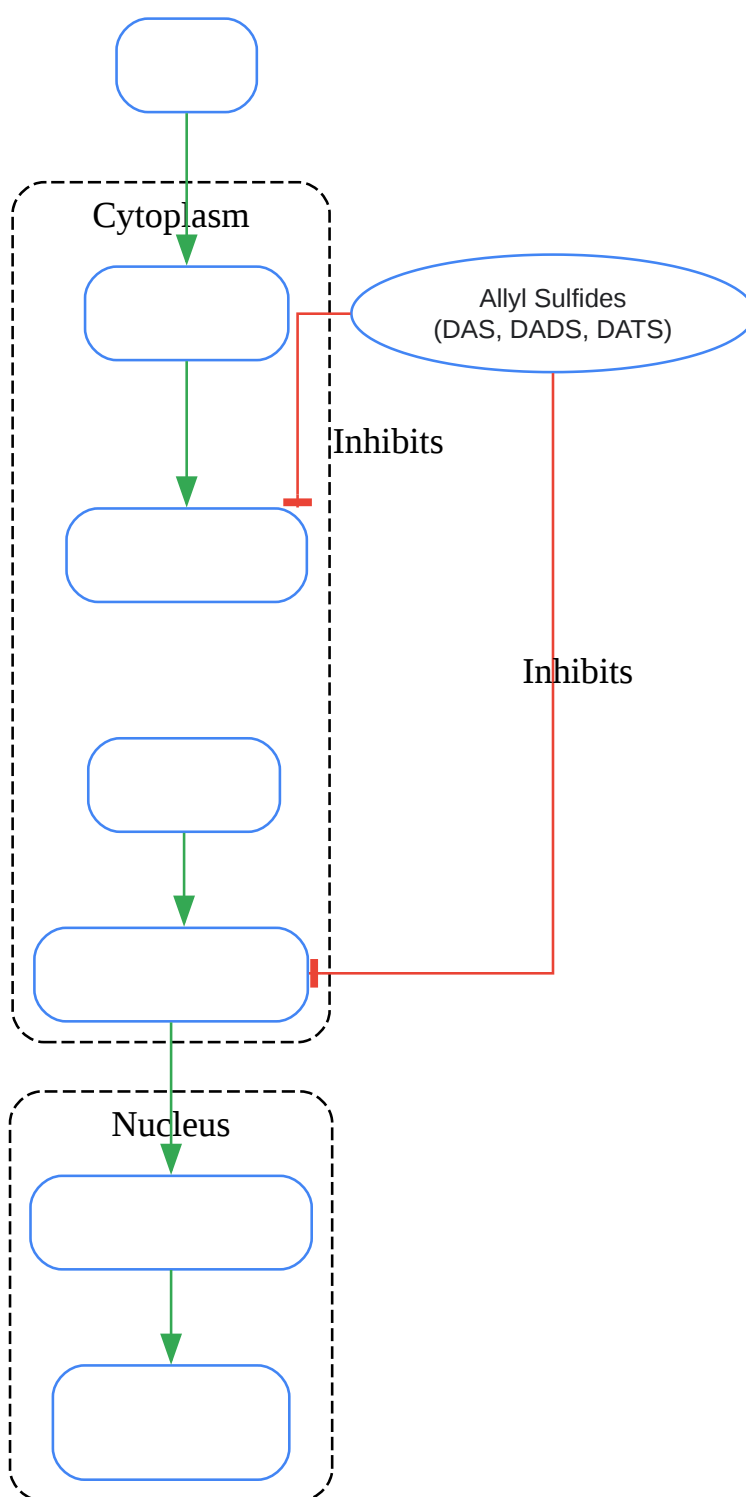 Cytoplasm
Allyl Sulfides
(DAS, DADS, DATS)
Inhibits
Inhibits
Nucleus